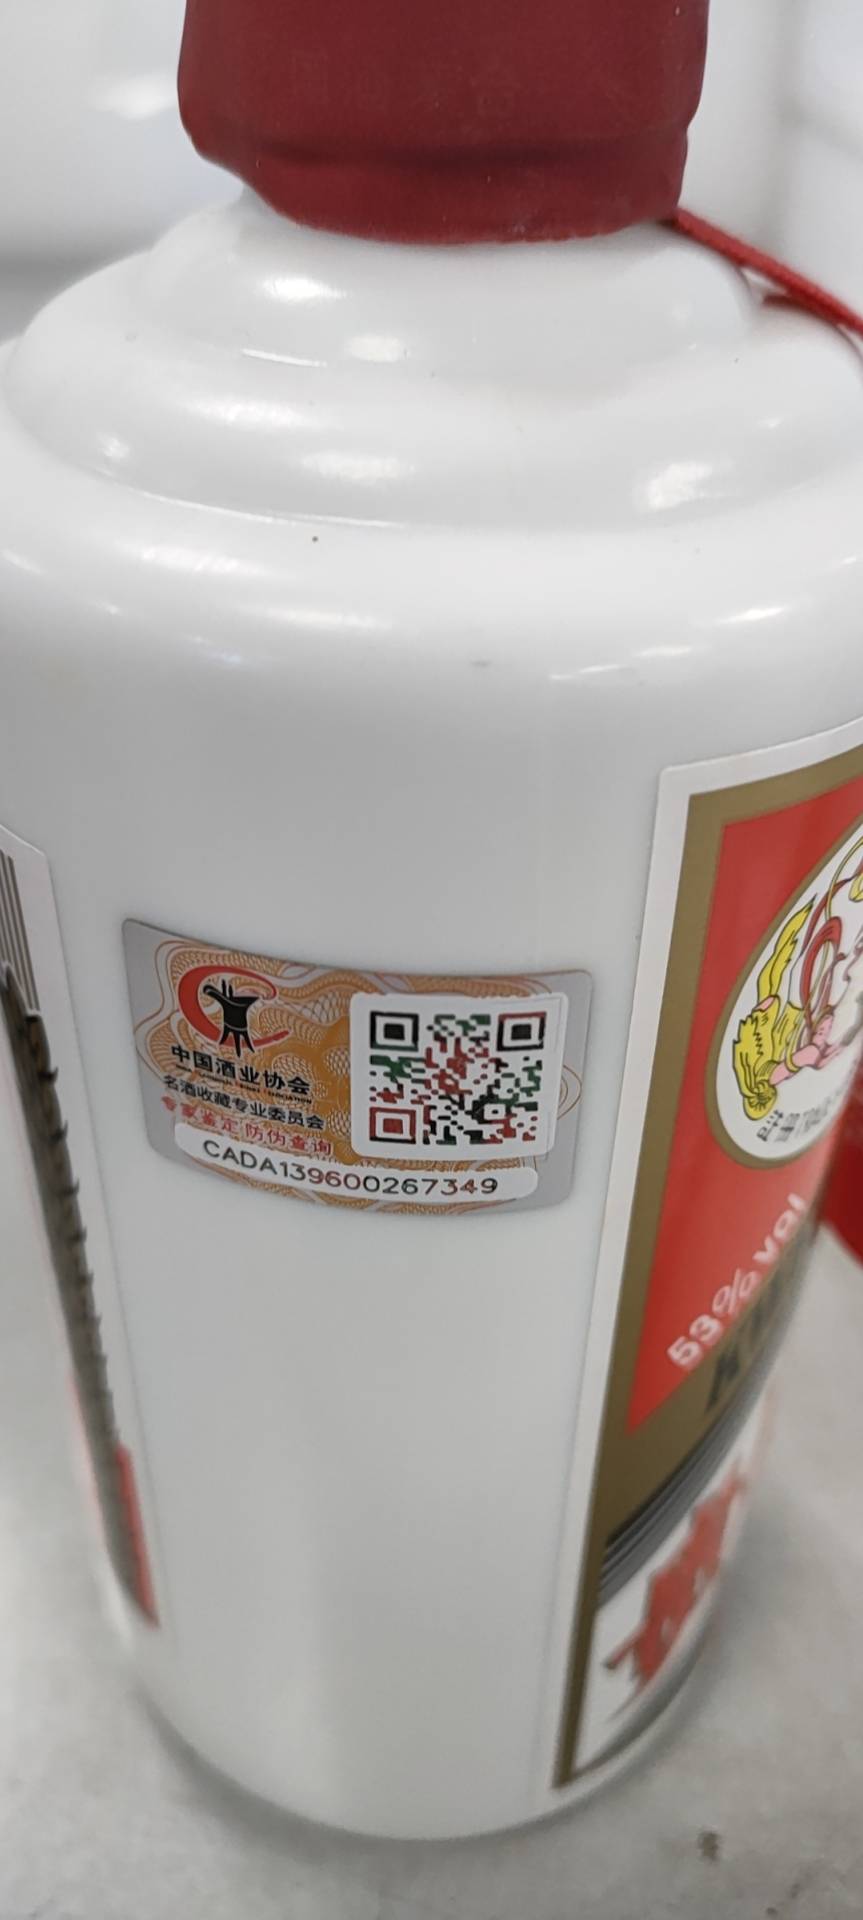 中国酒业协会
名酒收藏专业委员会
专家鉴定防伪查询
CADA139600267349
53% vol